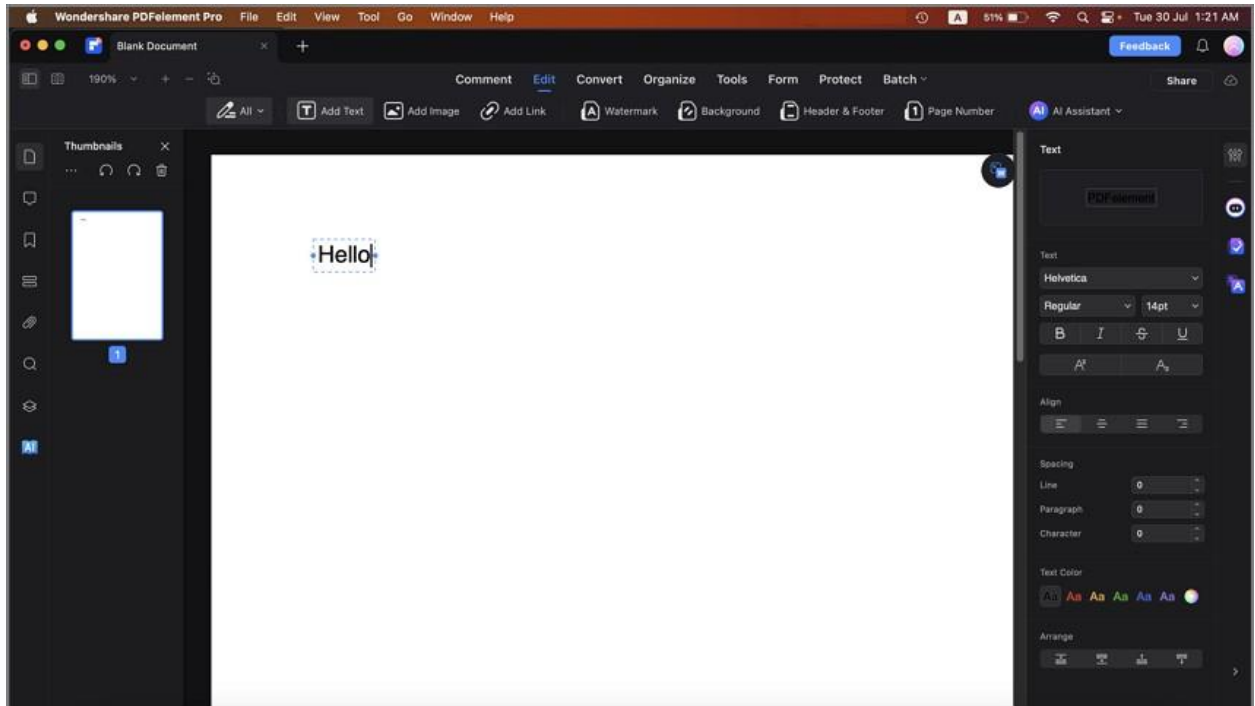 Wondershare PDFelement Pro File Edit View Tool Go Window Help A 51% Tue 30 Jul 1:21 AM
Blank Document × + Feedback
190% + − Comment Edit Convert Organize Tools Form Protect Batch Share
All T Add Text Add Image Add Link A Watermark Background Header & Footer 1 Page Number AI AI Assistant
Thumbnails ×
Text
PDFelement
Hello
1
AI
Text
Helvetica
Regular 14pt
B I S U
Align
Spacing
Line 0
Paragraph 0
Character 0
Text Color
Aa Aa Aa Aa Aa Aa
Arrange